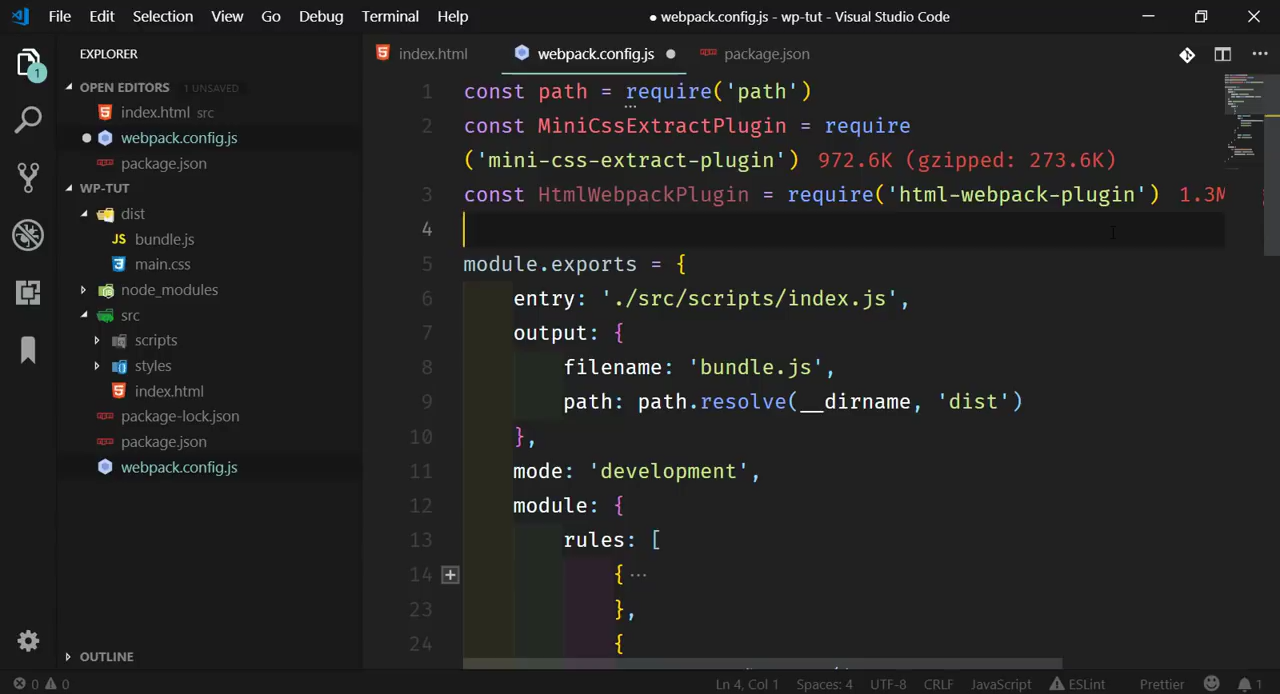 File Edit Selection View Go Debug Terminal Help
● webpack.config.js - wp-tut - Visual Studio Code
EXPLORER
OPEN EDITORS 1 UNSAVED
index.html src
webpack.config.js
package.json
WP-TUT
dist
JS bundle.js
main.css
node_modules
src
scripts
styles
index.html
package-lock.json
package.json
webpack.config.js
OUTLINE
1
index.html webpack.config.js package.json
1 const path = require('path')
2 const MiniCssExtractPlugin = require
('mini-css-extract-plugin') 972.6K (gzipped: 273.6K)
3 const HtmlWebpackPlugin = require('html-webpack-plugin') 1.3M
4
5 module.exports = {
6 entry: './src/scripts/index.js',
7 output: {
8 filename: 'bundle.js',
9 path: path.resolve(__dirname, 'dist')
10 },
11 mode: 'development',
12 module: {
13 rules: [
14 { ···
23 },
24 {
0 0 Ln 4, Col 1 Spaces: 4 UTF-8 CRLF JavaScript ESLint Prettier 1